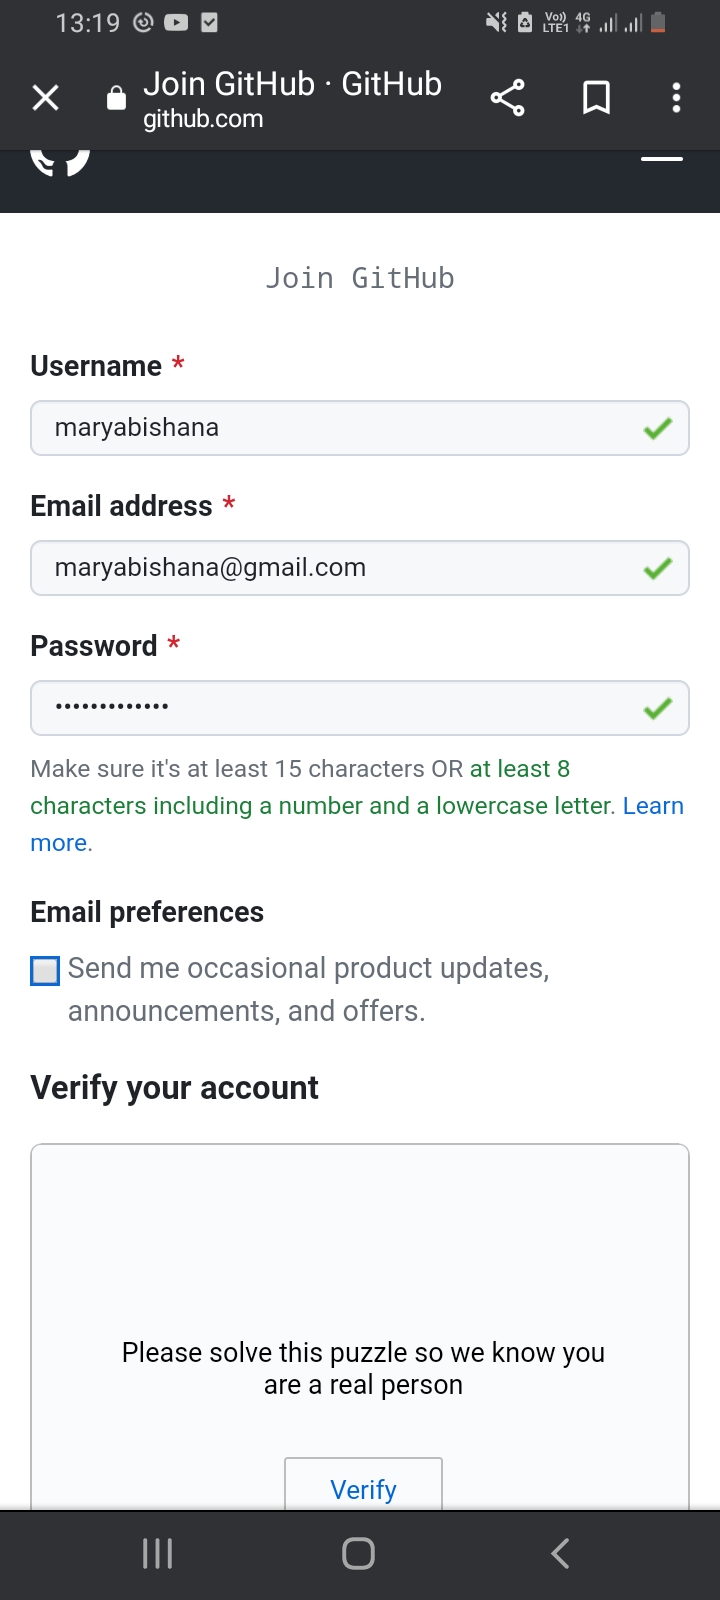 13:19
Vo)) 4G
LTE1
Join GitHub · GitHub
github.com
Join GitHub
Username *
maryabishana
Email address *
maryabishana@gmail.com
Password *
•••••••••••••
Make sure it's at least 15 characters OR at least 8
characters including a number and a lowercase letter. Learn
more.
Email preferences
Send me occasional product updates,
announcements, and offers.
Verify your account
Please solve this puzzle so we know you
are a real person
Verify